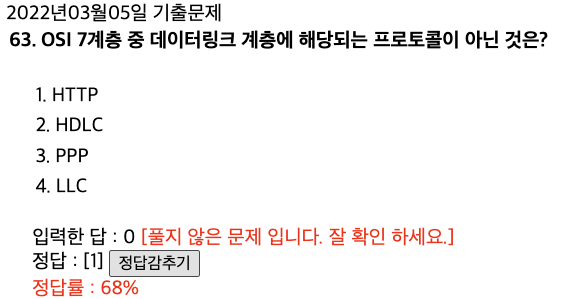 2022년03월05일 기출문제
63. OSI 7계층 중 데이터링크 계층에 해당되는 프로토콜이 아닌 것은?
1. HTTP
2. HDLC
3. PPP
4. LLC
입력한 답 : 0 [풀지 않은 문제 입니다. 잘 확인 하세요.]
정답 : [1] 정답감추기
정답률 : 68%